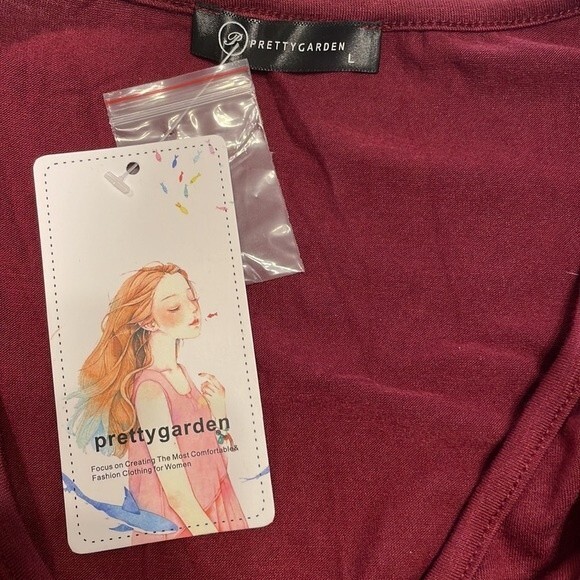 PRETTYGARDEN
L
prettygarden
Focus on Creating The Most Comfortable
Fashion Clothing for Women